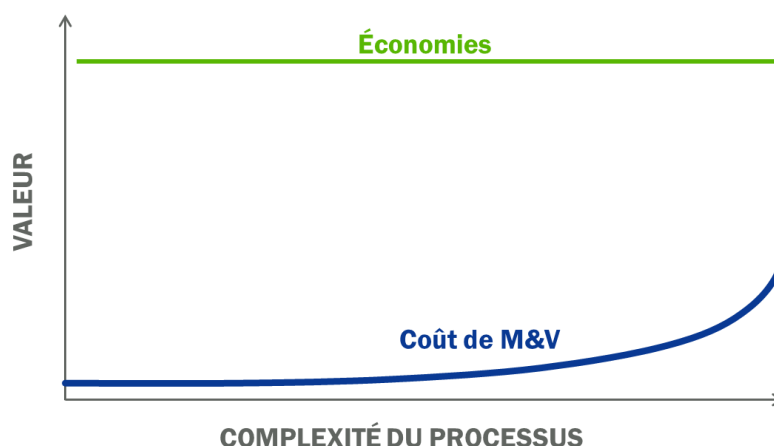 Économies
VALEUR
Coût de M&V
COMPLEXITÉ DU PROCESSUS